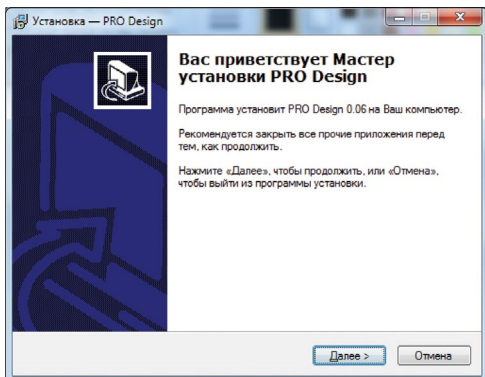 Установка — PRO Design
Вас приветствует Мастер
установки PRO Design
Программа установит PRO Design 0.06 на Ваш компьютер.
Рекомендуется закрыть все прочие приложения перед
тем, как продолжить.
Нажмите «Далее», чтобы продолжить, или «Отмена»,
чтобы выйти из программы установки.
Далее > Отмена